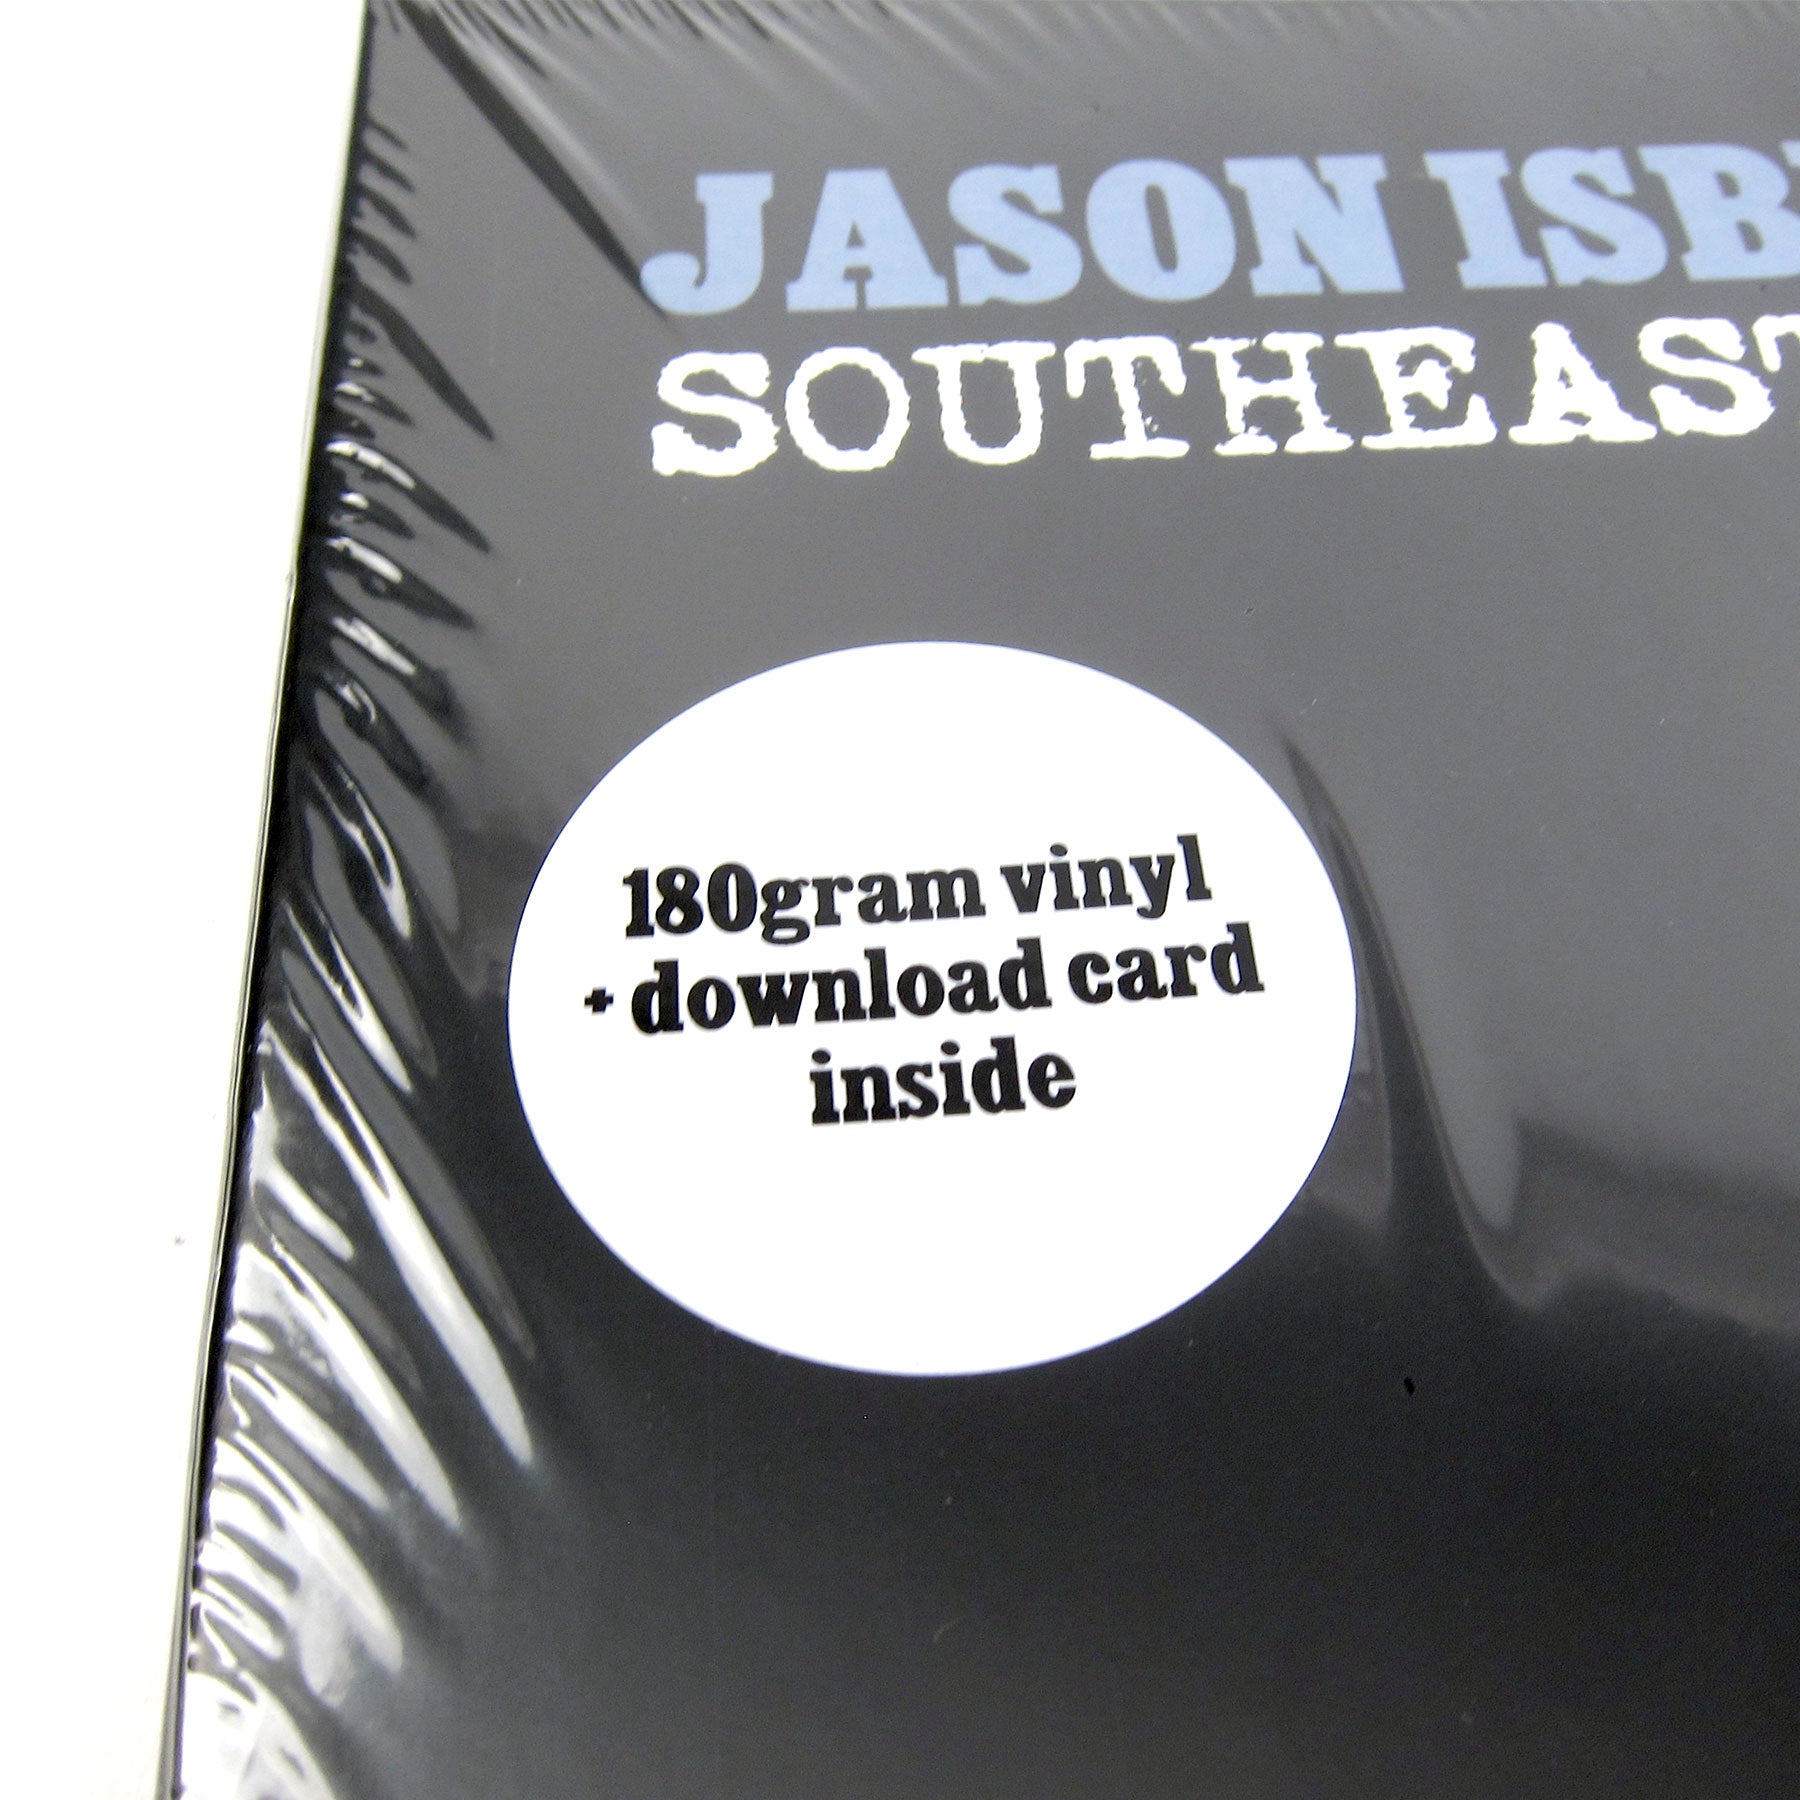 JASON ISB
SOUTHEAST
180gram vinyl
+ download card
inside